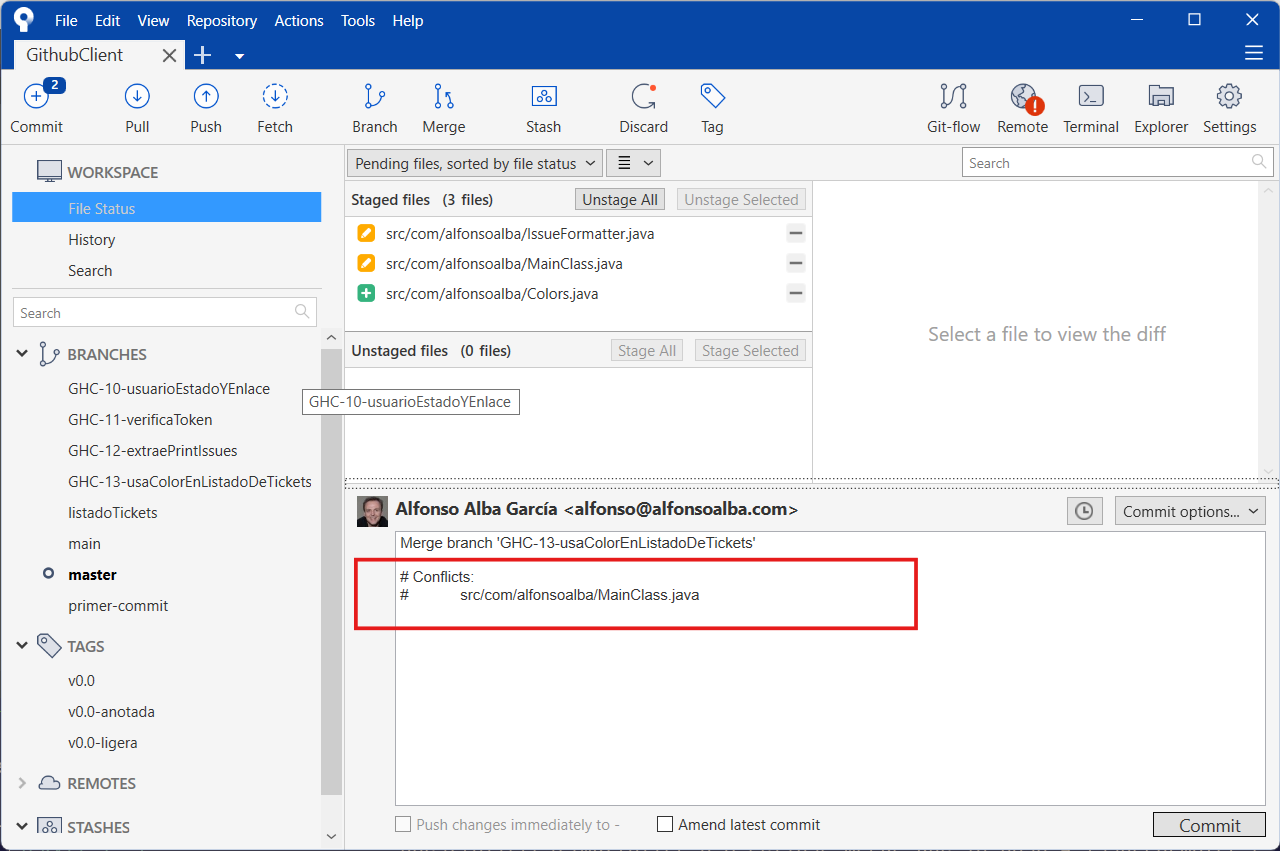 File Edit View Repository Actions Tools Help
GithubClient
2
Commit Pull Push Fetch Branch Merge Stash Discard Tag Git-flow Remote Terminal Explorer Settings
WORKSPACE
File Status
History
Search
Search
BRANCHES
GHC-10-usuarioEstadoYEnlace
GHC-11-verificaToken
GHC-12-extraePrintIssues
GHC-13-usaColorEnListadoDeTickets
listadoTickets
main
master
primer-commit
TAGS
v0.0
v0.0-anotada
v0.0-ligera
REMOTES
STASHES
Pending files, sorted by file status
Search
Staged files (3 files) Unstage All Unstage Selected
src/com/alfonsoalba/IssueFormatter.java
src/com/alfonsoalba/MainClass.java
src/com/alfonsoalba/Colors.java
Unstaged files (0 files) Stage All Stage Selected
GHC-10-usuarioEstadoYEnlace
Select a file to view the diff
Alfonso Alba García <alfonso@alfonsoalba.com>
Commit options...
Merge branch 'GHC-13-usaColorEnListadoDeTickets'
# Conflicts:
# src/com/alfonsoalba/MainClass.java
Push changes immediately to -
Amend latest commit
Commit